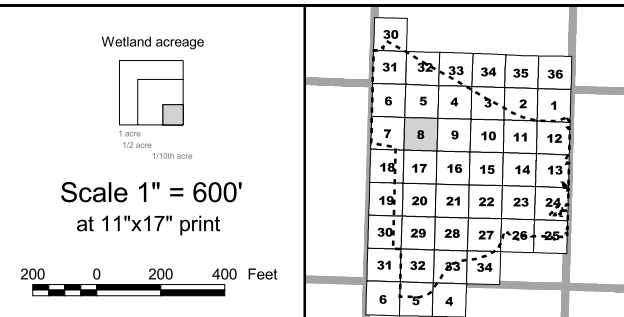 Wetland acreage
1 acre
1/2 acre
1/10th acre
Scale 1" = 600'
at 11"x17" print
200 0 200 400 Feet
30
31 32 33 34 35 36
6 5 4 3 2 1
7 8 9 10 11 12
18 17 16 15 14 13
19 20 21 22 23 24
30 29 28 27 26 25
31 32 33 34
6 5 4